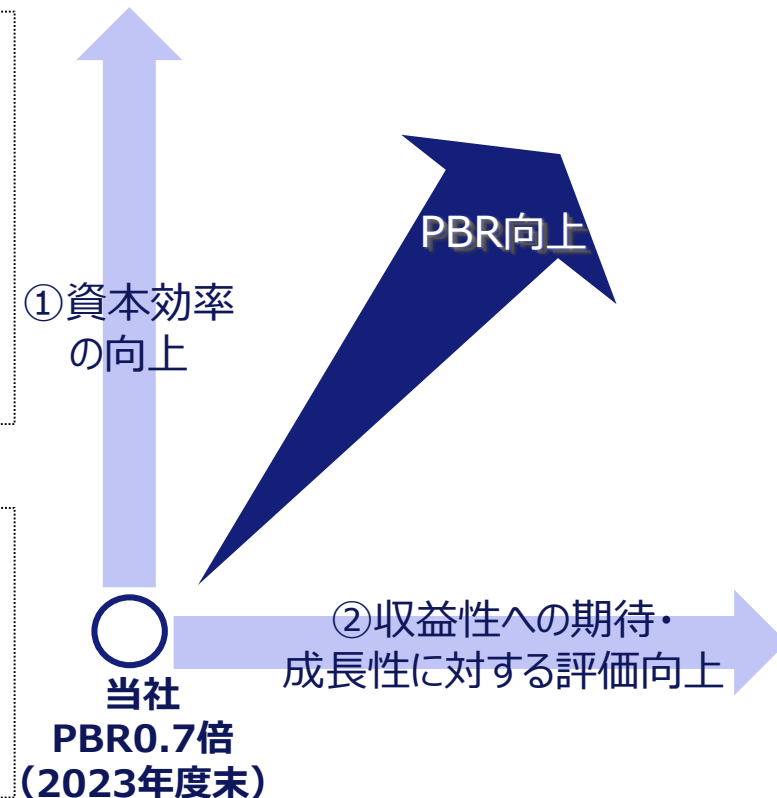 PBR向上
①資本効率
の向上
②収益性への期待・
成長性に対する評価向上
当社
PBR0.7倍
（2023年度末）